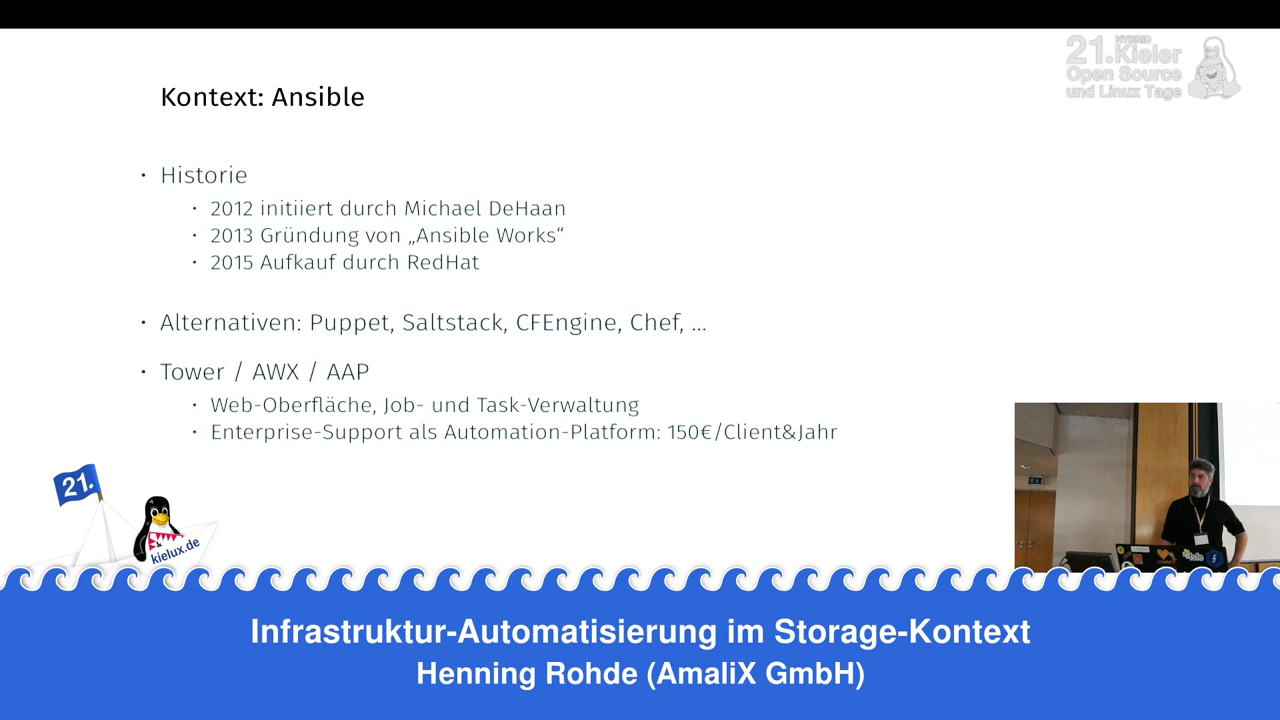 21.
HYBRID
Kieler
Open Source
und Linux Tage
Kontext: Ansible
• Historie
• 2012 initiiert durch Michael DeHaan
• 2013 Gründung von „Ansible Works“
• 2015 Aufkauf durch RedHat
• Alternativen: Puppet, Saltstack, CFEngine, Chef, ...
• Tower / AWX / AAP
• Web-Oberfläche, Job- und Task-Verwaltung
• Enterprise-Support als Automation-Platform: 150€/Client&Jahr
21.
kielux.de
Infrastruktur-Automatisierung im Storage-Kontext
Henning Rohde (AmaliX GmbH)